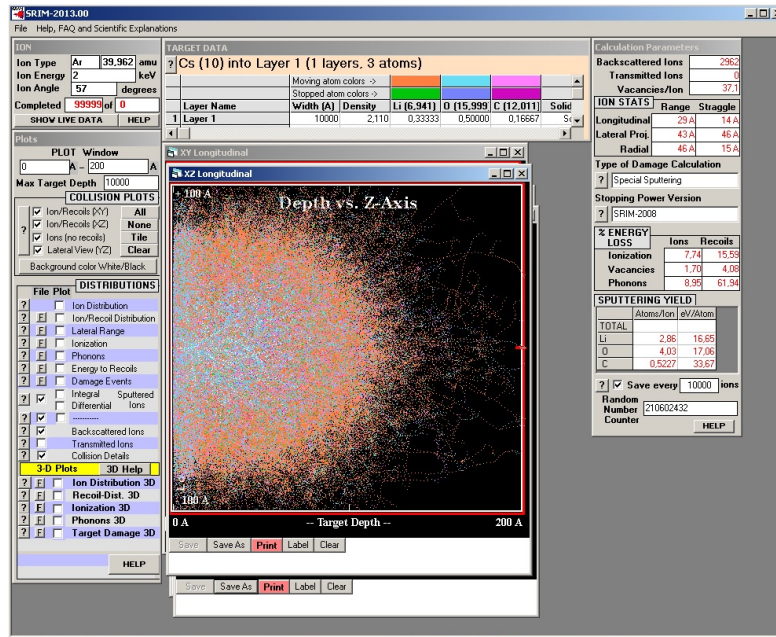 SRIM-2013.00
File Help, FAQ and Scientific Explanations
ION
Ion Type Ar 39,962 amu
Ion Energy 2 keV
Ion Angle 57 degrees
Completed 99999 of 0
SHOW LIVE DATA HELP
Plots
PLOT Window
0 A - 200 A
Max Target Depth 10000
COLLISION PLOTS
? Ion/Recoils (XY) All
Ion/Recoils (XZ) None
Ions (no recoils) Tile
Lateral View (YZ) Clear
Background color White/Black
DISTRIBUTIONS
File Plot
? Ion Distribution
? F Ion/Recoil Distribution
? F Lateral Range
? F Ionization
? F Phonons
? F Energy to Recoils
? F Damage Events
? Integral Sputtered
Differential Ions
? -----------
? Backscattered Ions
? Transmitted Ions
? Collision Details
3-D Plots 3D Help
? F Ion Distribution 3D
? F Recoil-Dist. 3D
? F Ionization 3D
? F Phonons 3D
? F Target Damage 3D
HELP
TARGET DATA
? Cs (10) into Layer 1 (1 layers, 3 atoms)
Moving atom colors ->
Stopped atom colors ->
Layer Name Width (A) Density Li (6,941) O (15,999 C (12,011) Solid
1 Layer 1 10000 2,110 0,33333 0,50000 0,16667
XY Longitudinal
XZ Longitudinal
+ 100 A
Depth vs. Z-Axis
100 A
0 A -- Target Depth -- 200 A
Save Save As Print Label Clear
Save Save As Print Label Clear
Calculation Parameters
Backscattered Ions 2962
Transmitted Ions 0
Vacancies/Ion 37,1
ION STATS Range Straggle
Longitudinal 29 A 14 A
Lateral Proj. 43 A 46 A
Radial 46 A 15 A
Type of Damage Calculation
? Special Sputtering
Stopping Power Version
? SRIM-2008
% ENERGY LOSS Ions Recoils
Ionization 7,74 15,59
Vacancies 1,70 4,08
Phonons 8,95 61,94
SPUTTERING YIELD
Atoms/Ion eV/Atom
TOTAL
Li 2,86 16,65
O 4,03 17,06
C 0,5227 33,67
? Save every 10000 ions
Random
Number 210602432
Counter
HELP